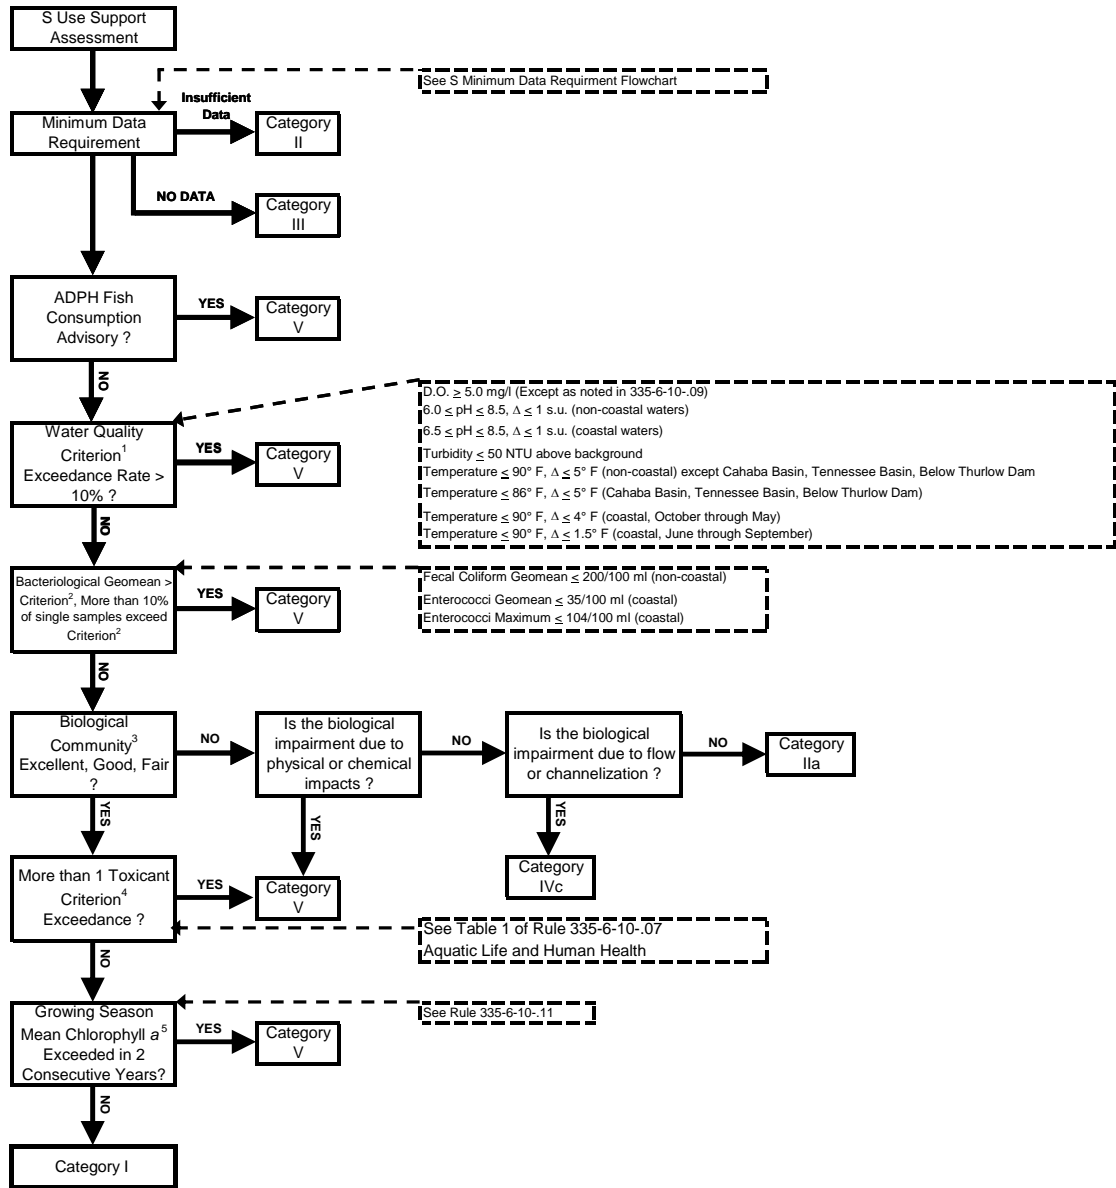 S Use Support
Assessment
See S Minimum Data Requirment Flowchart
Insufficient
Data
Minimum Data
Requirement
Category
II
NO DATA
Category
III
ADPH Fish
Consumption
Advisory ?
YES
Category
V
NO
D.O. ≥ 5.0 mg/l (Except as noted in 335-6-10-.09)
6.0 ≤ pH ≤ 8.5, Δ ≤ 1 s.u. (non-coastal waters)
6.5 ≤ pH ≤ 8.5, Δ ≤ 1 s.u. (coastal waters)
Turbidity ≤ 50 NTU above background
Temperature ≤ 90° F, Δ ≤ 5° F (non-coastal) except Cahaba Basin, Tennessee Basin, Below Thurlow Dam
Temperature ≤ 86° F, Δ ≤ 5° F (Cahaba Basin, Tennessee Basin, Below Thurlow Dam)
Temperature ≤ 90° F, Δ ≤ 4° F (coastal, October through May)
Temperature ≤ 90° F, Δ ≤ 1.5° F (coastal, June through September)
Water Quality
Criterion¹
Exceedance Rate >
10% ?
YES
Category
V
NO
Bacteriological Geomean >
Criterion², More than 10%
of single samples exceed
Criterion²
YES
Category
V
Fecal Coliform Geomean ≤ 200/100 ml (non-coastal)
Enterococci Geomean ≤ 35/100 ml (coastal)
Enterococci Maximum ≤ 104/100 ml (coastal)
NO
Biological
Community³
Excellent, Good, Fair
?
NO
Is the biological
impairment due to
physical or chemical
impacts ?
NO
Is the biological
impairment due to flow
or channelization ?
NO
Category
IIa
YES
YES
YES
More than 1 Toxicant
Criterion⁴
Exceedance ?
YES
Category
V
Category
IVc
See Table 1 of Rule 335-6-10-.07
Aquatic Life and Human Health
NO
Growing Season
Mean Chlorophyll a⁵
Exceeded in 2
Consecutive Years?
YES
Category
V
See Rule 335-6-10-.11
NO
Category I